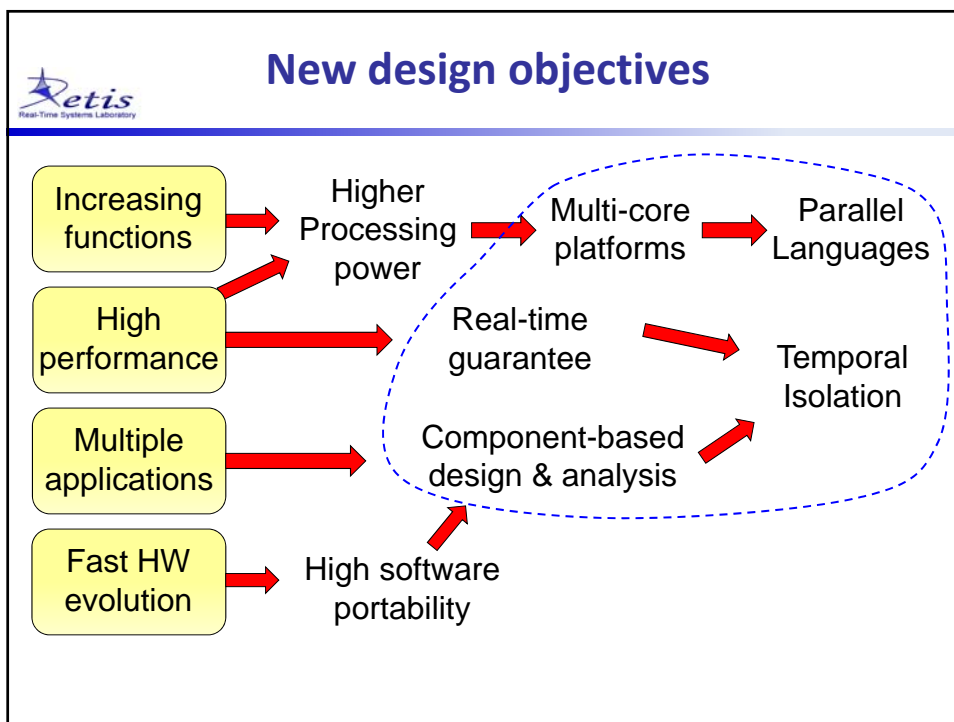 New design objectives
Retis
Real-Time Systems Laboratory
Increasing
functions
Higher
Processing
power
Multi-core
platforms
Parallel
Languages
High
performance
Real-time
guarantee
Temporal
Isolation
Multiple
applications
Component-based
design & analysis
Fast HW
evolution
High software
portability